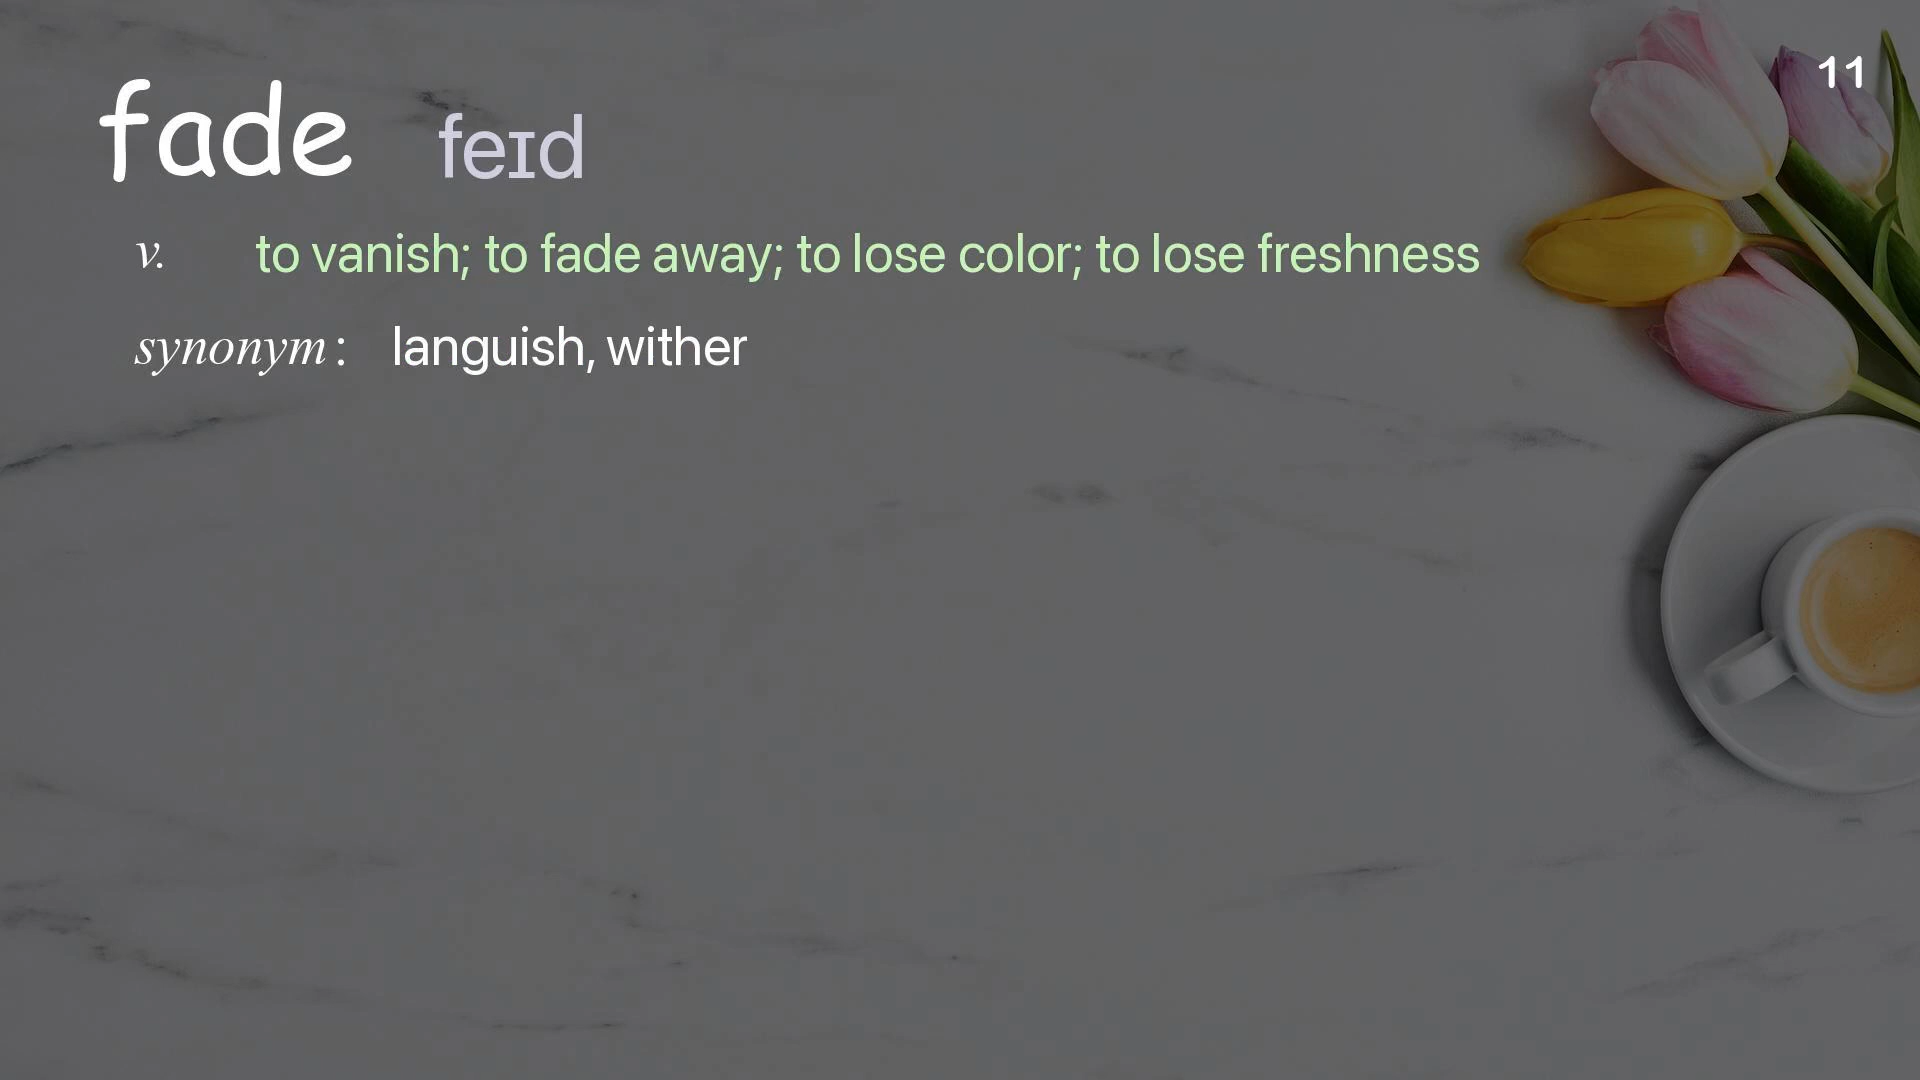 11
fade feɪd
v. to vanish; to fade away; to lose color; to lose freshness
synonym: languish, wither